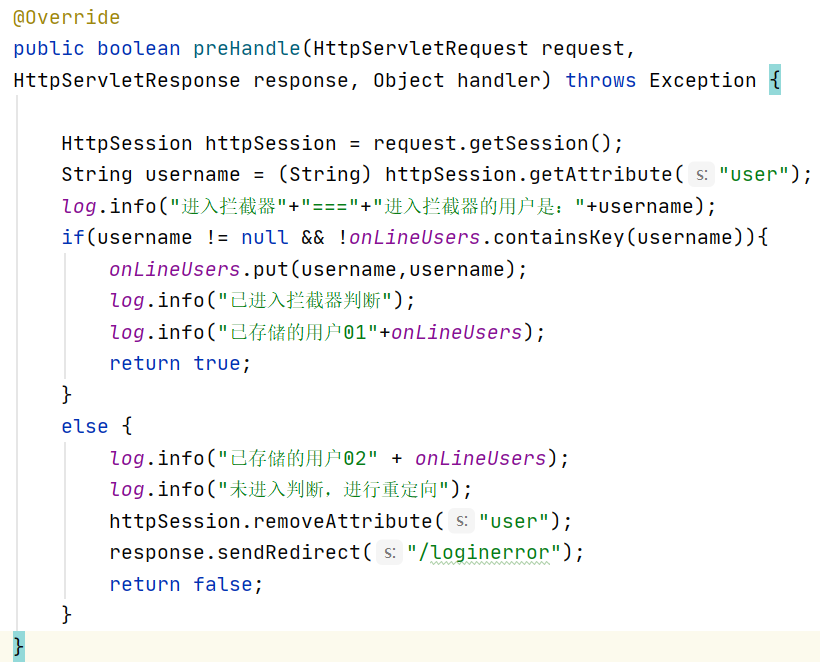 @Override
public boolean preHandle(HttpServletRequest request,
HttpServletResponse response, Object handler) throws Exception {
HttpSession httpSession = request.getSession();
String username = (String) httpSession.getAttribute( s: "user");
log.info("进入拦截器"+"==="+"进入拦截器的用户是："+username);
if(username != null && !onLineUsers.containsKey(username)){
onLineUsers.put(username,username);
log.info("已进入拦截器判断");
log.info("已存储的用户01"+onLineUsers);
return true;
}
else {
log.info("已存储的用户02" + onLineUsers);
log.info("未进入判断，进行重定向");
httpSession.removeAttribute( s: "user");
response.sendRedirect( s: "/loginerror");
return false;
}
}